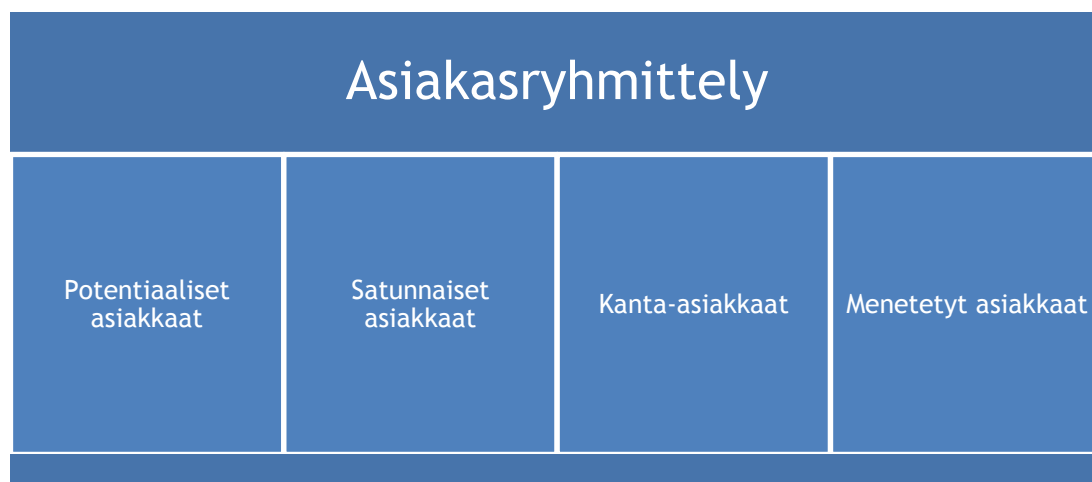 Asiakasryhmittely
Potentiaaliset
asiakkaat
Satunnaiset
asiakkaat
Kanta-asiakkaat
Menetetyt asiakkaat